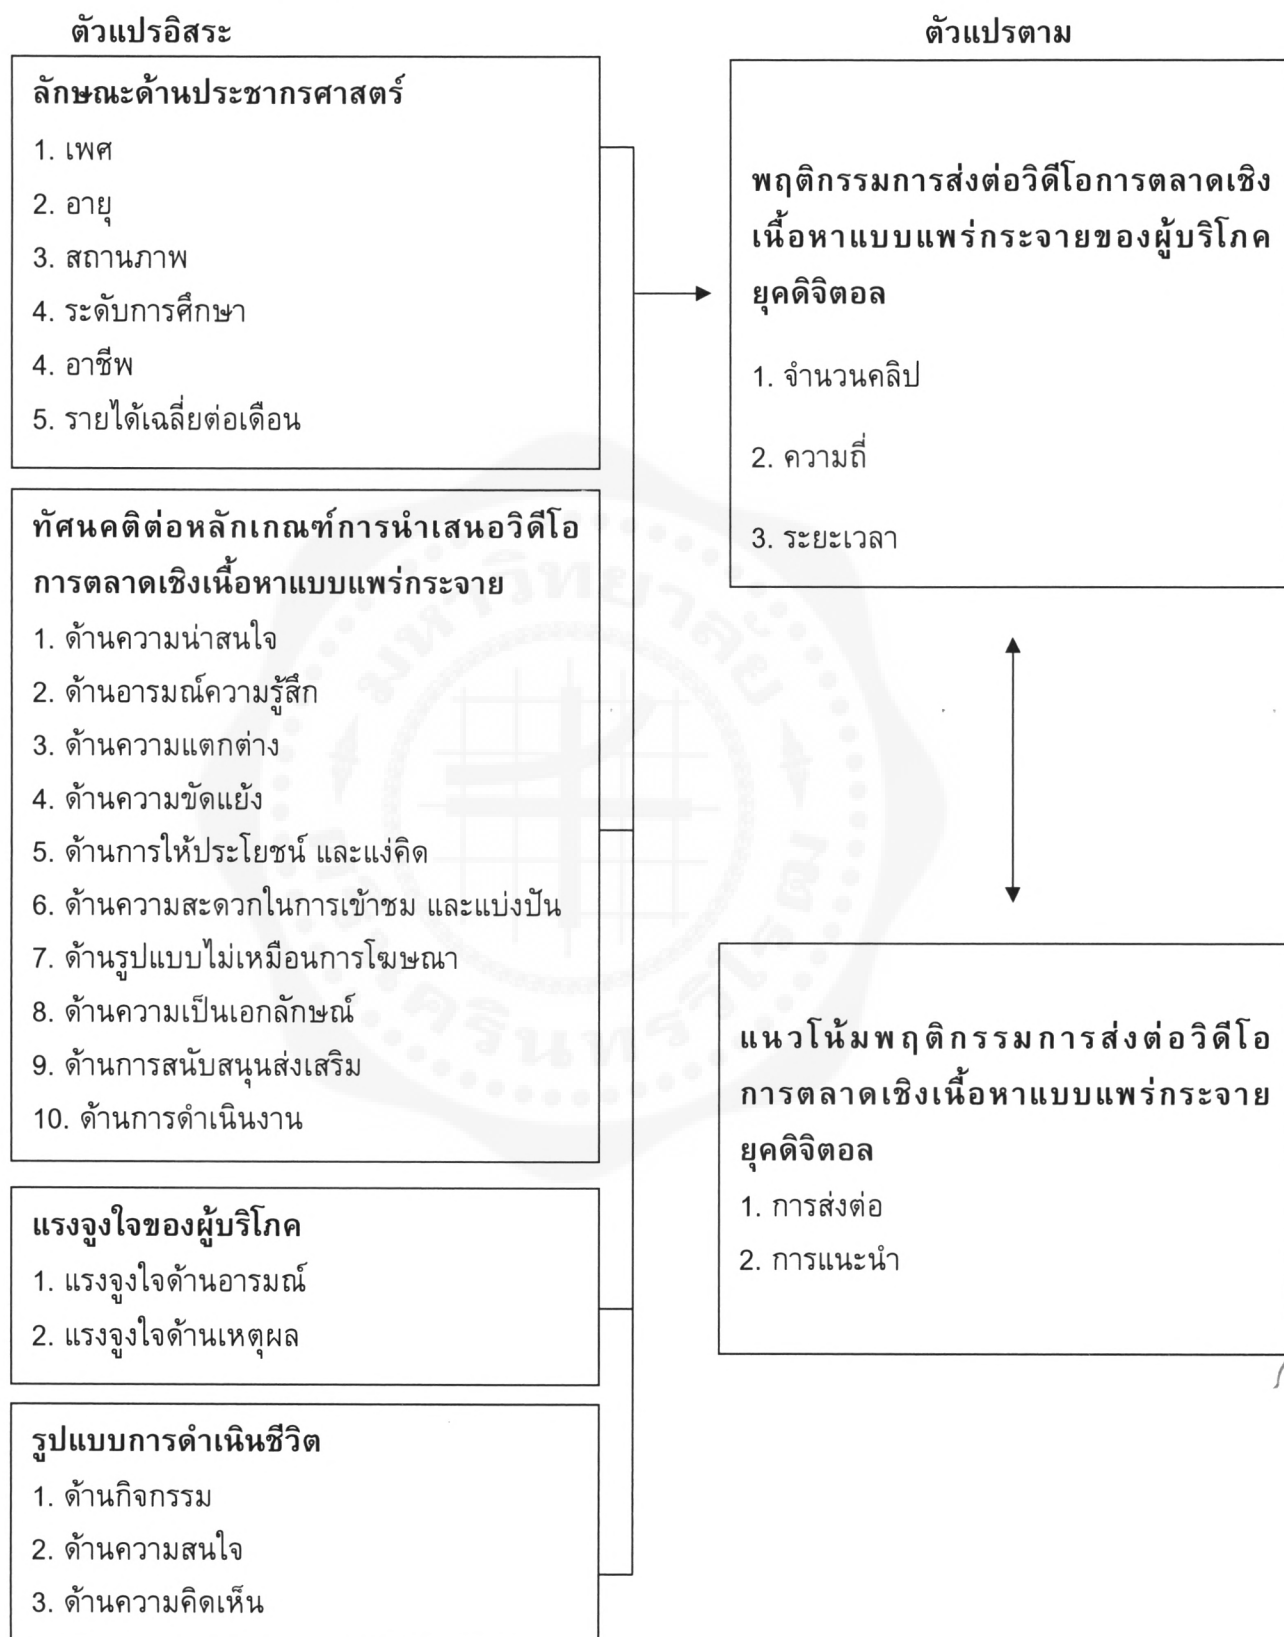 ตัวแปรอิสระ
ลักษณะด้านประชากรศาสตร์
1. เพศ
2. อายุ
3. สถานภาพ
4. ระดับการศึกษา
4. อาชีพ
5. รายได้เฉลี่ยต่อเดือน
ทัศนคติต่อหลักเกณฑ์การนำเสนอวิดีโอ
การตลาดเชิงเนื้อหาแบบแพร่กระจาย
1. ด้านความน่าสนใจ
2. ด้านอารมณ์ความรู้สึก
3. ด้านความแตกต่าง
4. ด้านความขัดแย้ง
5. ด้านการให้ประโยชน์ และแง่คิด
6. ด้านความสะดวกในการเข้าชม และแบ่งปัน
7. ด้านรูปแบบไม่เหมือนการโฆษณา
8. ด้านความเป็นเอกลักษณ์
9. ด้านการสนับสนุนส่งเสริม
10. ด้านการดำเนินงาน
แรงจูงใจของผู้บริโภค
1. แรงจูงใจด้านอารมณ์
2. แรงจูงใจด้านเหตุผล
รูปแบบการดำเนินชีวิต
1. ด้านกิจกรรม
2. ด้านความสนใจ
3. ด้านความคิดเห็น
ตัวแปรตาม
พฤติกรรมการส่งต่อวิดีโอการตลาดเชิง
เนื้อหาแบบแพร่กระจายของผู้บริโภค
ยุคดิจิตอล
1. จำนวนคลิป
2. ความถี่
3. ระยะเวลา
แนวโน้มพฤติกรรมการส่งต่อวิดีโอ
การตลาดเชิงเนื้อหาแบบแพร่กระจาย
ยุคดิจิตอล
1. การส่งต่อ
2. การแนะนำ
มหาวิทยาลัย
ศรีนครินทรวิโรฒ